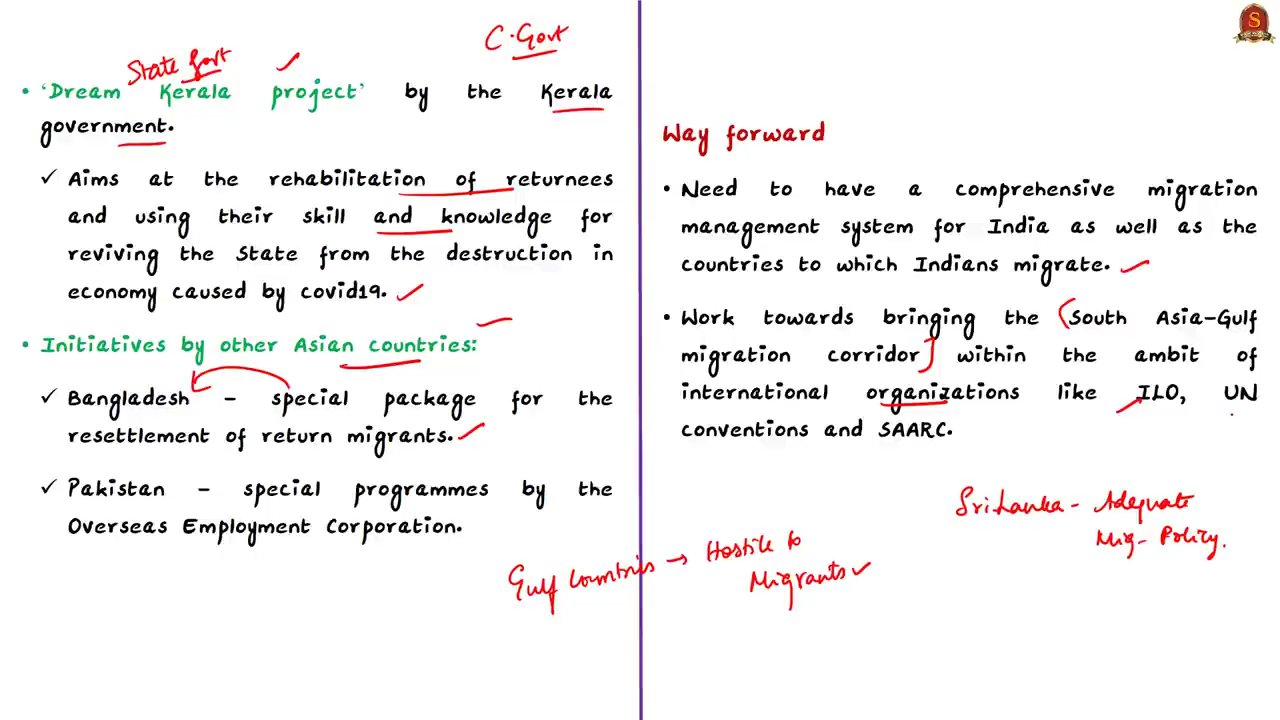 C. Govt
State Govt
• ‘Dream Kerala project’ by the Kerala
government.
✓ Aims at the rehabilitation of returnees
and using their skill and knowledge for
reviving the State from the destruction in
economy caused by covid19.
• Initiatives by other Asian countries:
✓ Bangladesh – special package for the
resettlement of return migrants.
✓ Pakistan – special programmes by the
Overseas Employment Corporation.
Gulf Countries → Hostile to
Migrants
S
Way forward
• Need to have a comprehensive migration
management system for India as well as the
countries to which Indians migrate.
• Work towards bringing the South Asia-Gulf
migration corridor within the ambit of
international organizations like ILO, UN
conventions and SAARC.
SriLanka - Adequate
Mig- Policy.